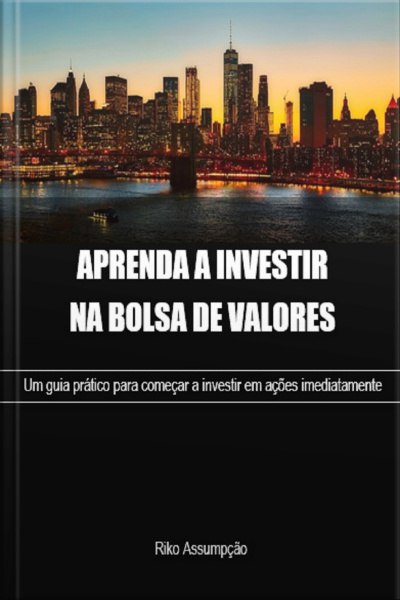 APRENDA A INVESTIR
NA BOLSA DE VALORES
Um guia prático para começar a investir em ações imediatamente
Riko Assumpção